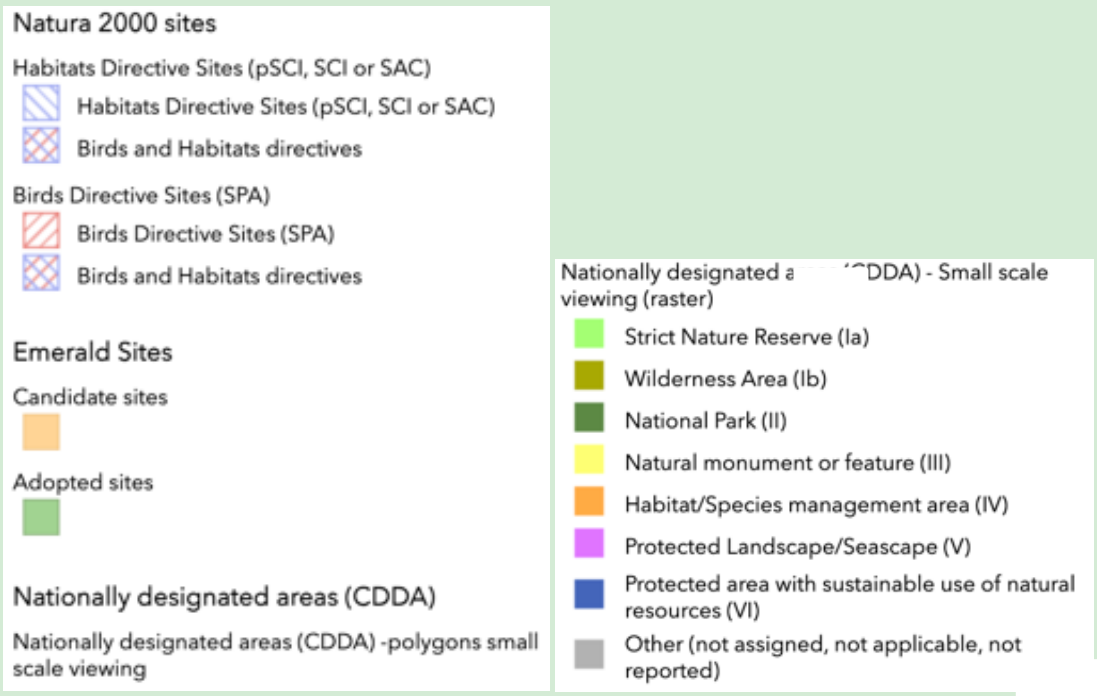 Natura 2000 sites
Habitats Directive Sites (pSCI, SCI or SAC)
Habitats Directive Sites (pSCI, SCI or SAC)
Birds and Habitats directives
Birds Directive Sites (SPA)
Birds Directive Sites (SPA)
Birds and Habitats directives
Emerald Sites
Candidate sites
Adopted sites
Nationally designated areas (CDDA)
Nationally designated areas (CDDA) -polygons small
scale viewing
Nationally designated (CDDA) - Small scale
viewing (raster)
Strict Nature Reserve (Ia)
Wilderness Area (Ib)
National Park (II)
Natural monument or feature (III)
Habitat/Species management area (IV)
Protected Landscape/Seascape (V)
Protected area with sustainable use of natural
resources (VI)
Other (not assigned, not applicable, not
reported)